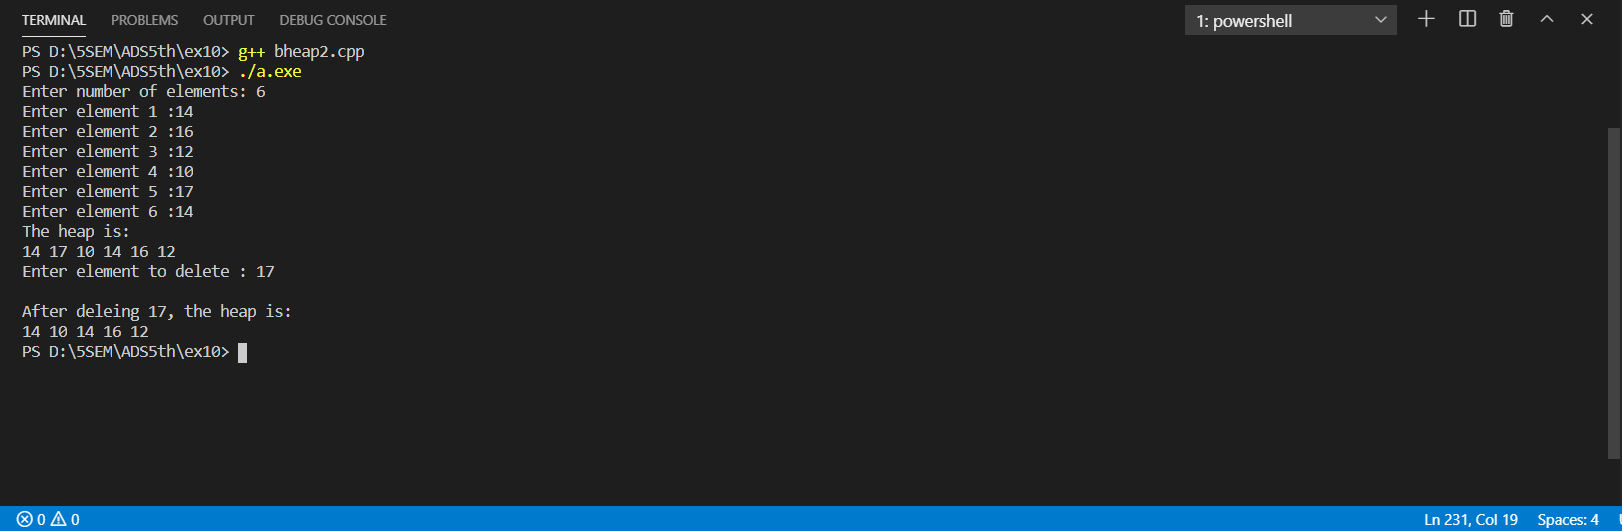 TERMINAL PROBLEMS OUTPUT DEBUG CONSOLE 1: powershell
PS D:\5SEM\ADS5th\ex10> g++ bheap2.cpp
PS D:\5SEM\ADS5th\ex10> ./a.exe
Enter number of elements: 6
Enter element 1 :14
Enter element 2 :16
Enter element 3 :12
Enter element 4 :10
Enter element 5 :17
Enter element 6 :14
The heap is:
14 17 10 14 16 12
Enter element to delete : 17
After deleing 17, the heap is:
14 10 14 16 12
PS D:\5SEM\ADS5th\ex10>
0 0 Ln 231, Col 19 Spaces: 4